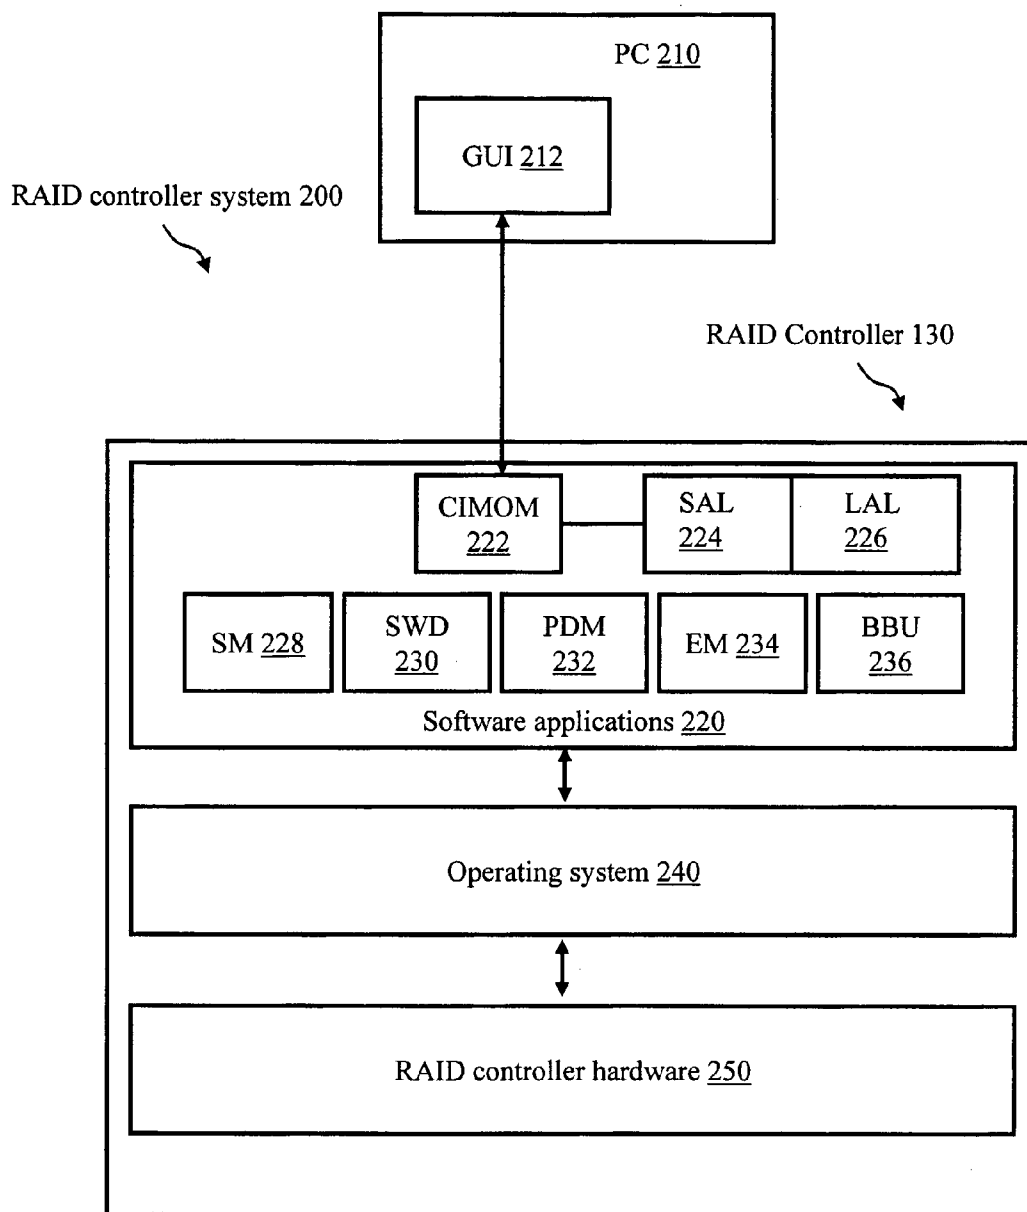 PC 210
GUI 212
RAID controller system 200
RAID Controller 130
CIMOM
222
SAL
224
LAL
226
SM 228
SWD
230
PDM
232
EM 234
BBU
236
Software applications 220
Operating system 240
RAID controller hardware 250